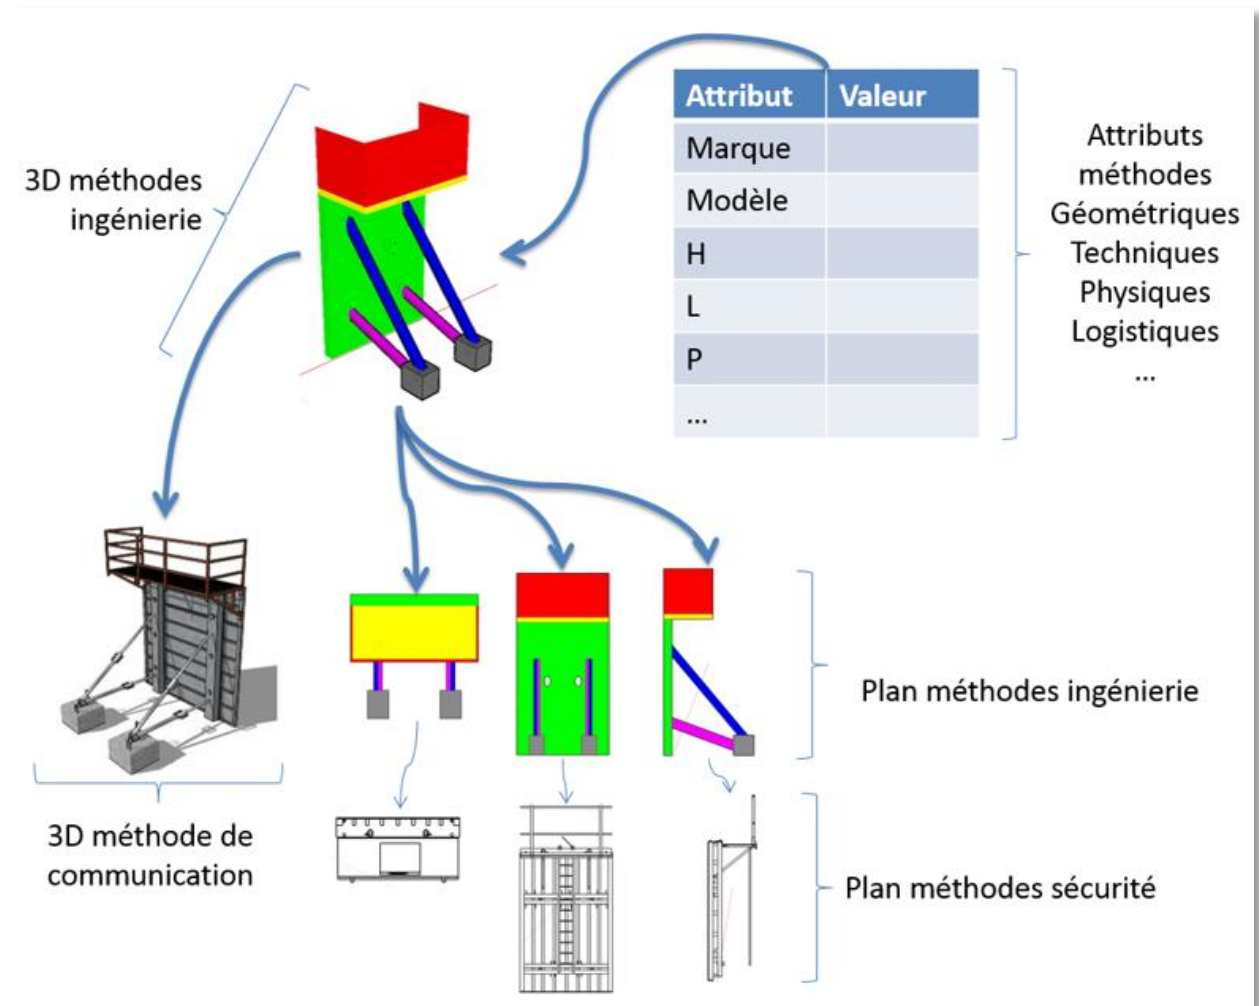 3D méthodes
ingénierie
Attribut Valeur
Marque
Modèle
H
L
P
...
Attributs
méthodes
Géométriques
Techniques
Physiques
Logistiques
...
3D méthode de
communication
Plan méthodes ingénierie
Plan méthodes sécurité